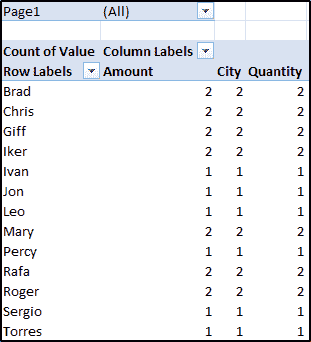 Page1 (All)
Count of Value Column Labels
Row Labels Amount City Quantity
Brad 2 2 2
Chris 2 2 2
Giff 2 2 2
Iker 2 2 2
Ivan 1 1 1
Jon 1 1 1
Leo 1 1 1
Mary 2 2 2
Percy 1 1 1
Rafa 2 2 2
Roger 2 2 2
Sergio 1 1 1
Torres 1 1 1